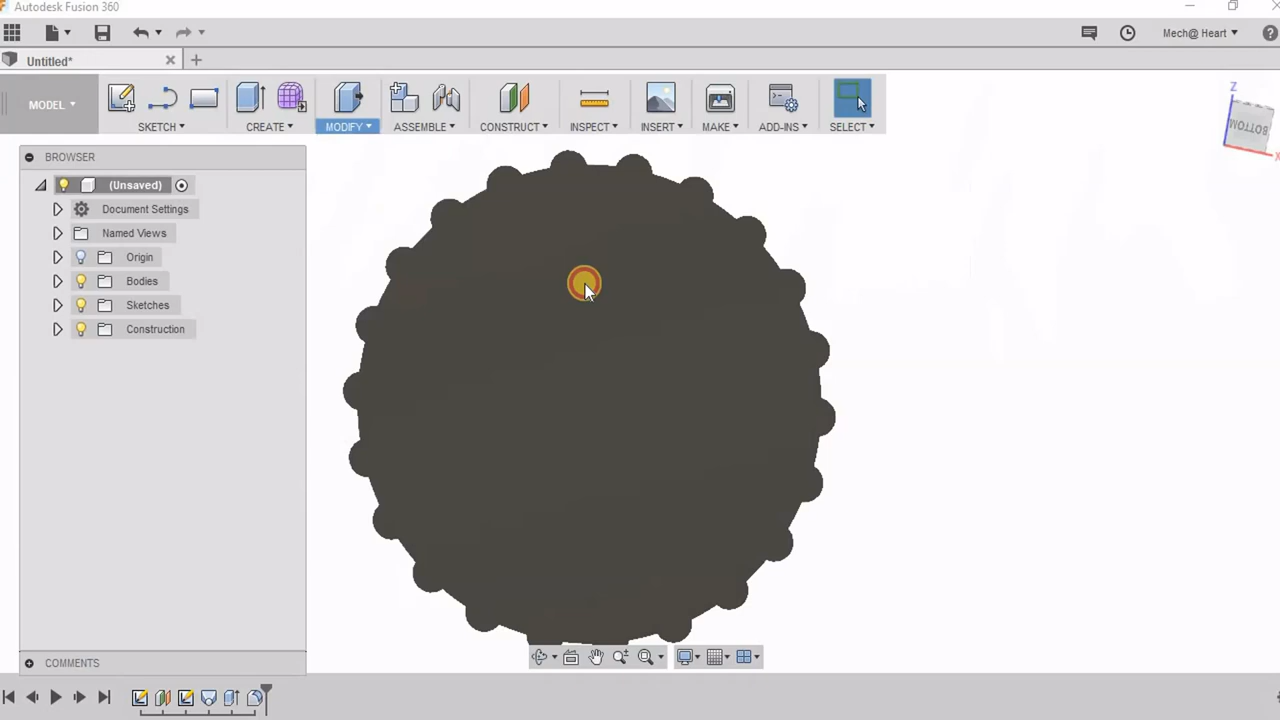 Autodesk Fusion 360
Mech@ Heart
Untitled*
MODEL
SKETCH
CREATE
MODIFY
ASSEMBLE
CONSTRUCT
INSPECT
INSERT
MAKE
ADD-INS
SELECT
Z
BOTTOM
X
BROWSER
(Unsaved)
Document Settings
Named Views
Origin
Bodies
Sketches
Construction
COMMENTS